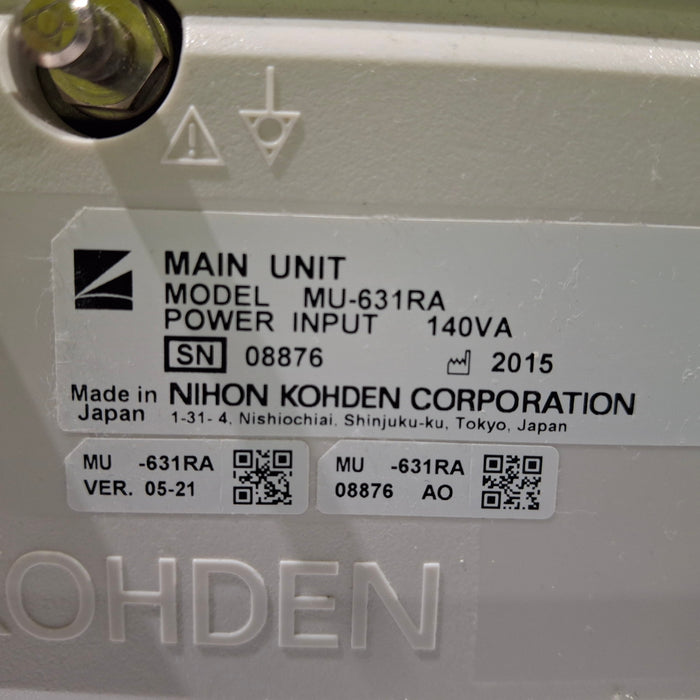 MAIN UNIT
MODEL MU-631RA
POWER INPUT 140VA
SN 08876 2015
Made in Japan NIHON KOHDEN CORPORATION
1-31-4, Nishiochiai, Shinjuku-ku, Tokyo, Japan
MU -631RA
VER. 05-21
MU -631RA
08876 AO
KOHDEN